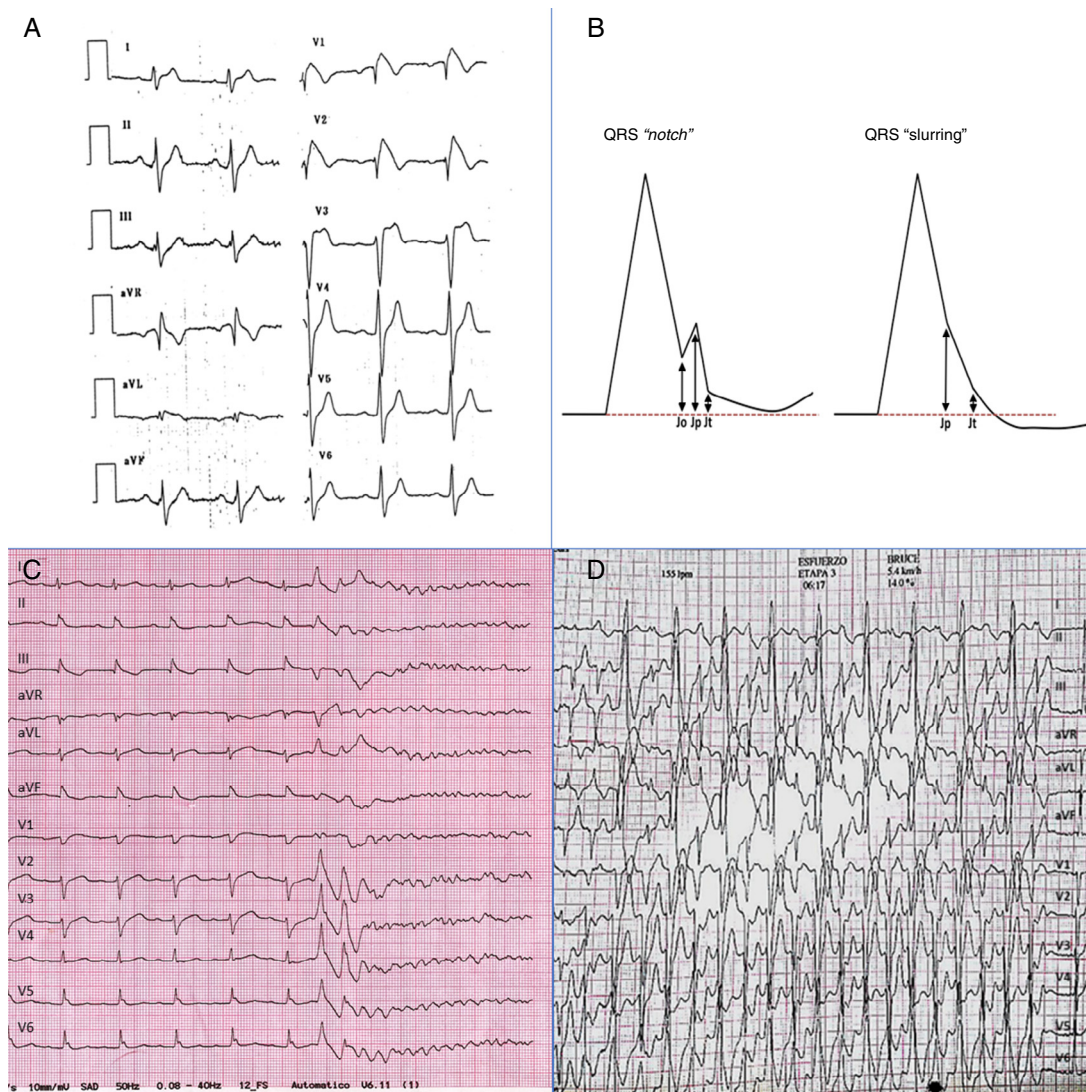 A
I
V1
II
V2
III
V3
aVR
V4
aVL
V5
aVF
V6
B
QRS "notch"
QRS “slurring”
Jo Jp Jt
Jp Jt
C
I
II
III
aVR
aVL
aVF
V1
V2
V3
V4
V5
V6
10mm/mV SAD 50Hz 0.08 - 40Hz 12_FS Automatico V6.11 (1)
D
155 lpm
ESFUERZO
ETAPA 3
06:17
BRUCE
5.4 km/h
14.0 %
I
II
III
aVR
aVL
aVF
V1
V2
V3
V4
V5
V6